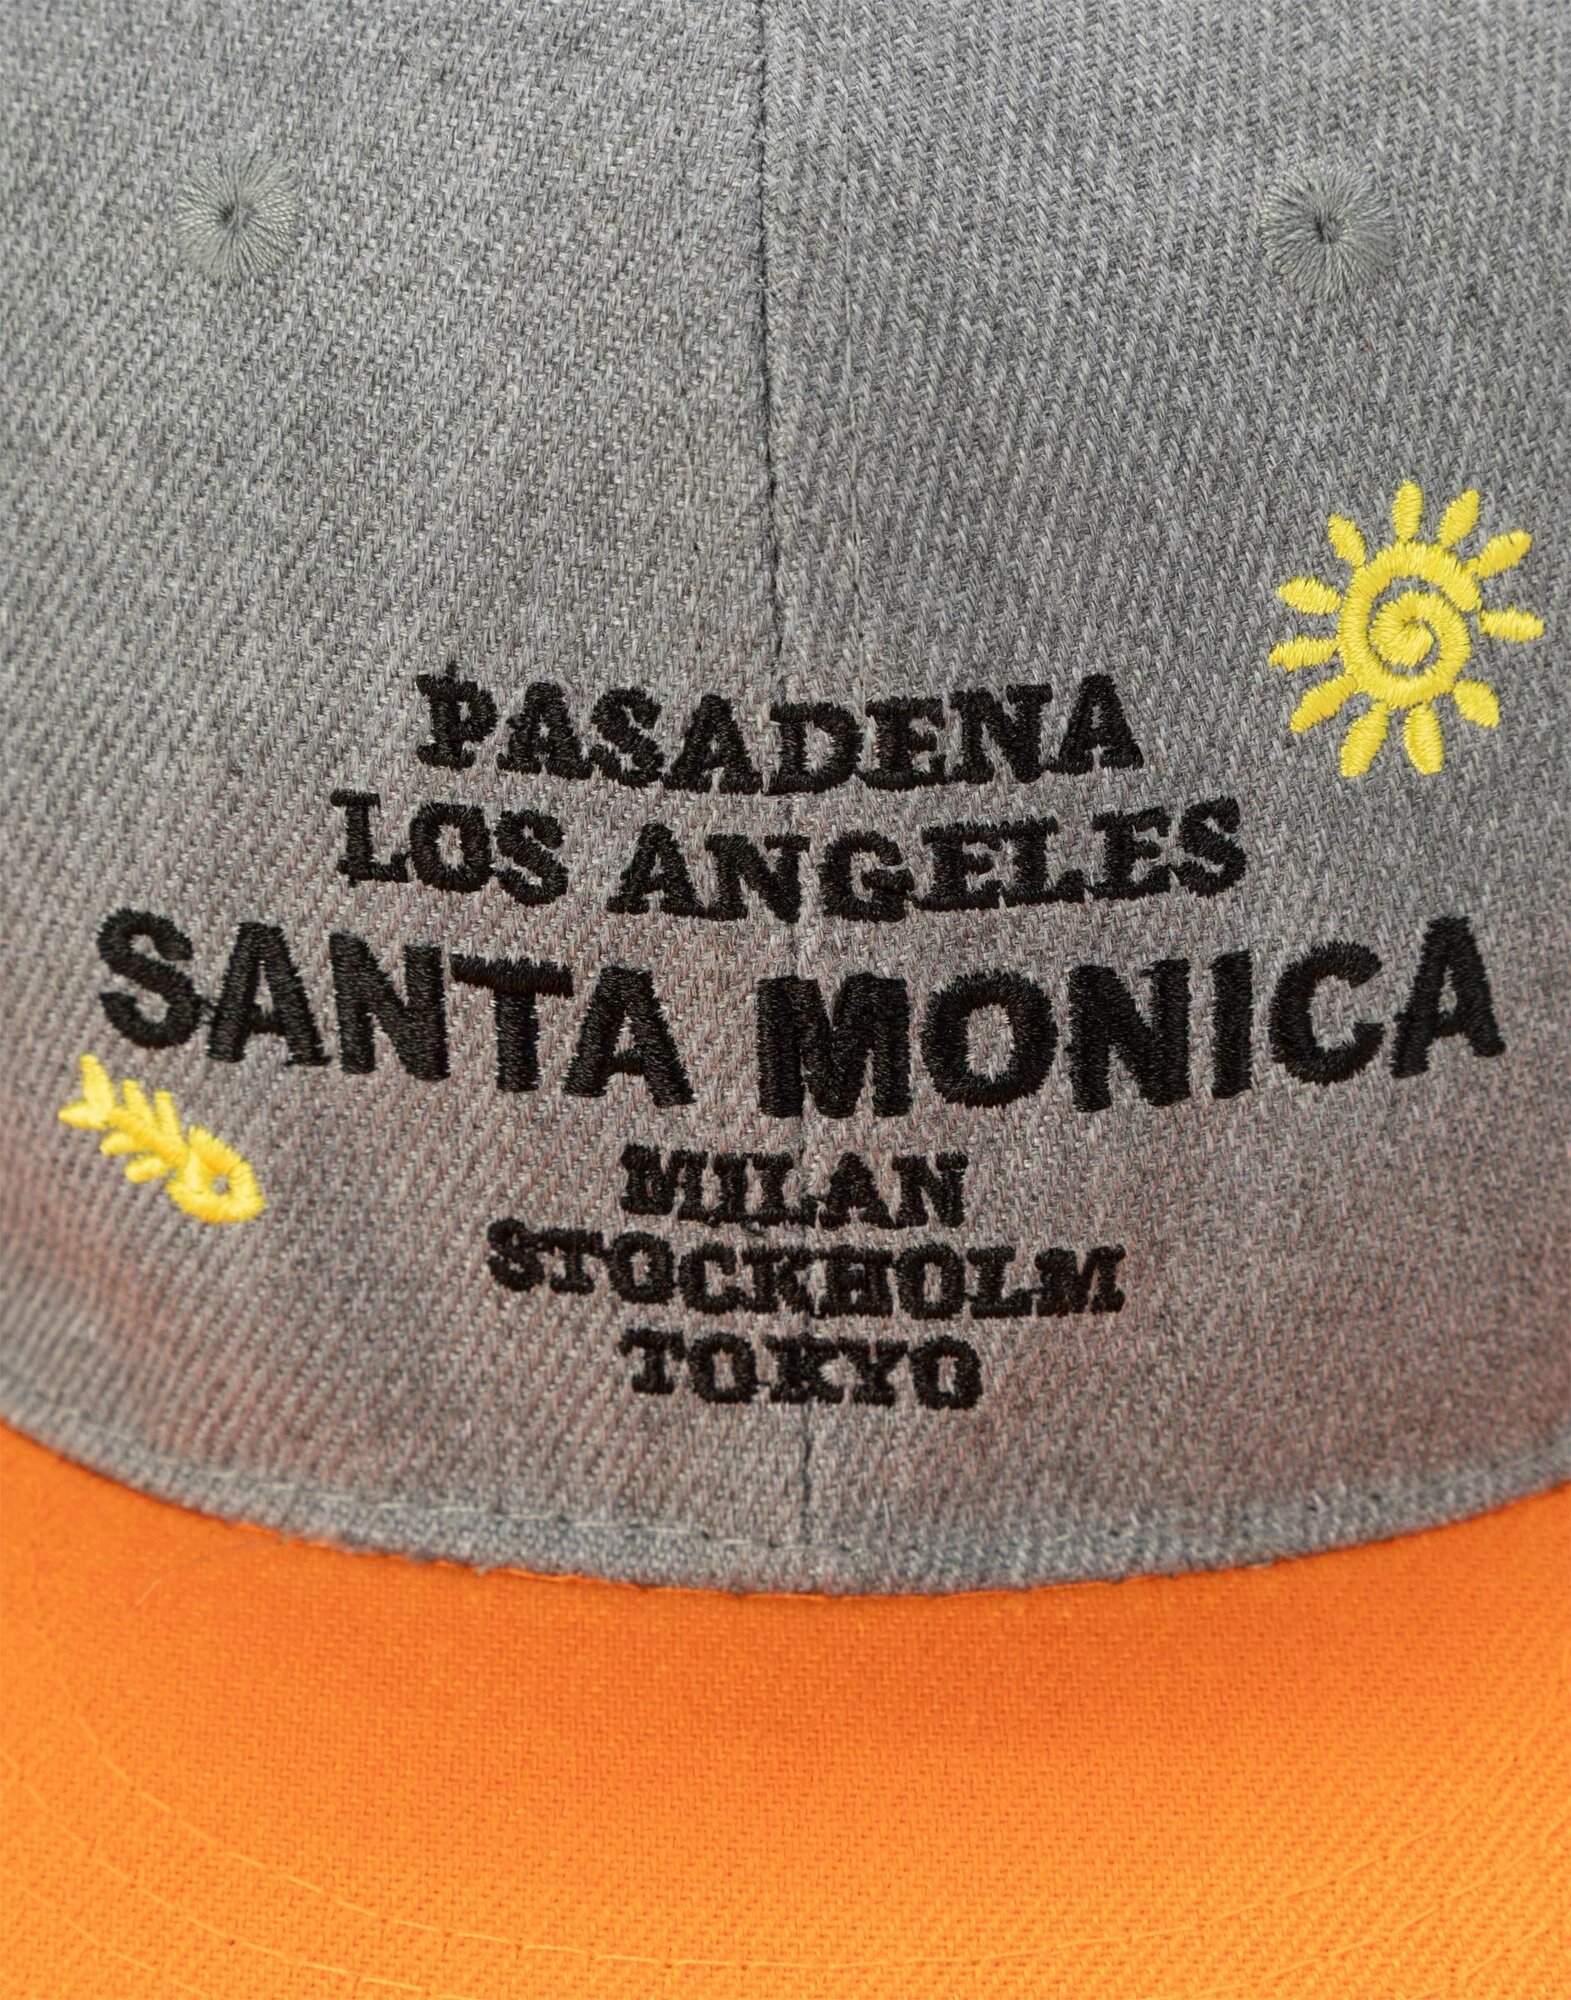 PASADENA
LOS ANGELES
SANTA MONICA
MILAN
STOCKHOLM
TOKYO